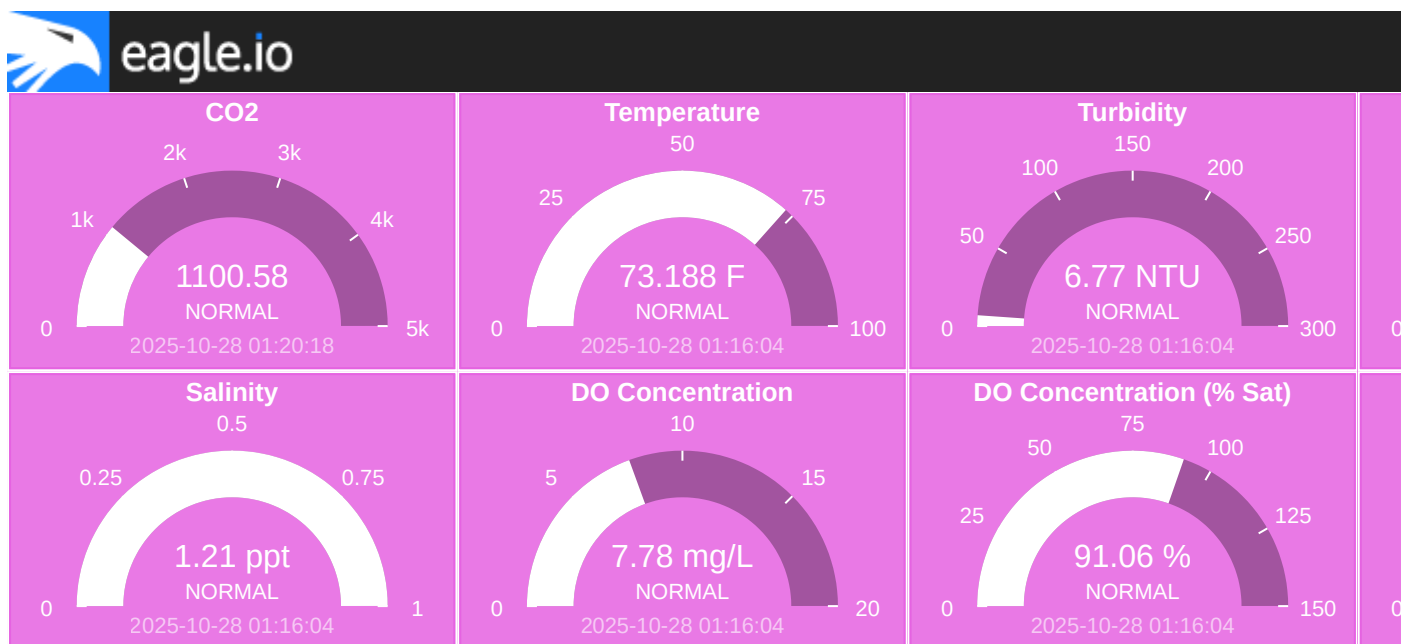 eagle.io
CO2
0
1k
2k
3k
4k
5k
1100.58
NORMAL
2025-10-28 01:20:18
Temperature
0
25
50
75
100
73.188 F
NORMAL
2025-10-28 01:16:04
Turbidity
0
50
100
150
200
250
300
6.77 NTU
NORMAL
2025-10-28 01:16:04
0
Salinity
0
0.25
0.5
0.75
1
1.21 ppt
NORMAL
2025-10-28 01:16:04
DO Concentration
0
5
10
15
20
7.78 mg/L
NORMAL
2025-10-28 01:16:04
DO Concentration (% Sat)
0
25
50
75
100
125
150
91.06 %
NORMAL
2025-10-28 01:16:04
0